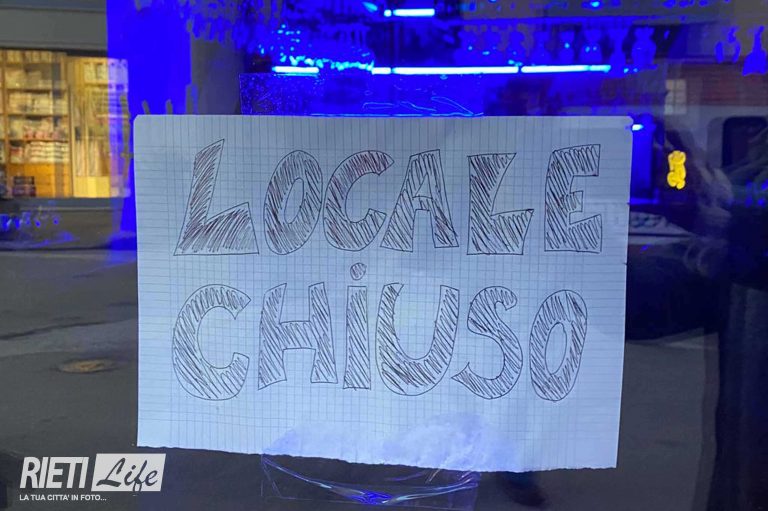 LOCALE
CHiUSO
RIETI Life
LA TUA CITTA' IN FOTO...